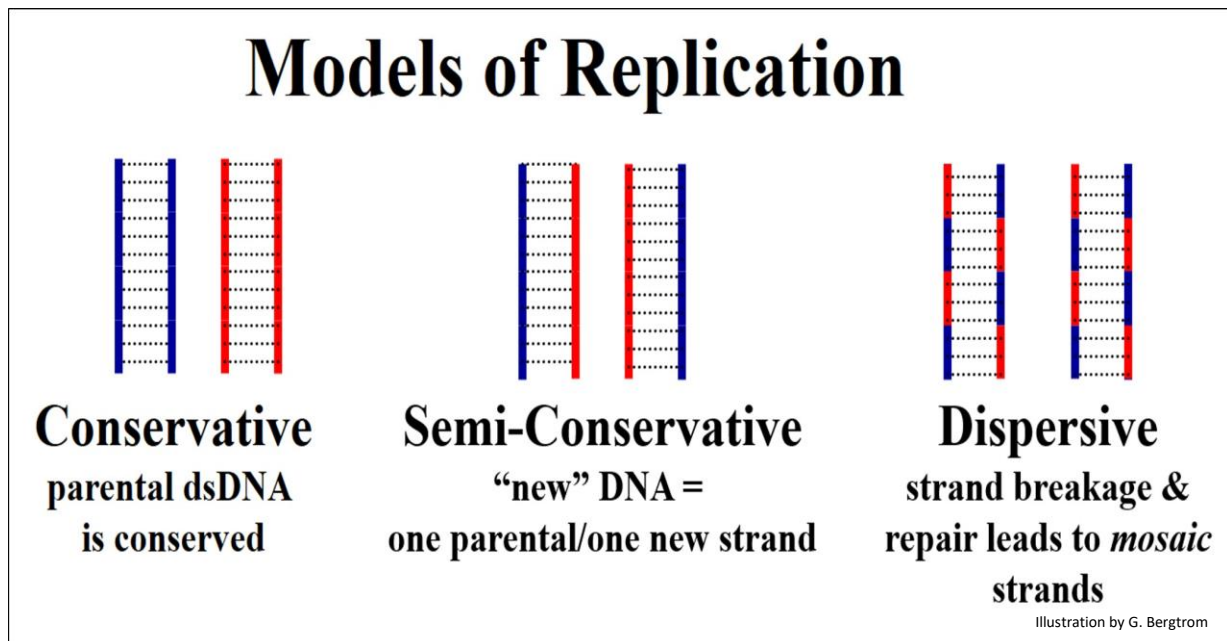 Models of Replication
Conservative
parental dsDNA
is conserved
Semi-Conservative
“new” DNA =
one parental/one new strand
Dispersive
strand breakage &
repair leads to mosaic
strands
Illustration by G. Bergtrom